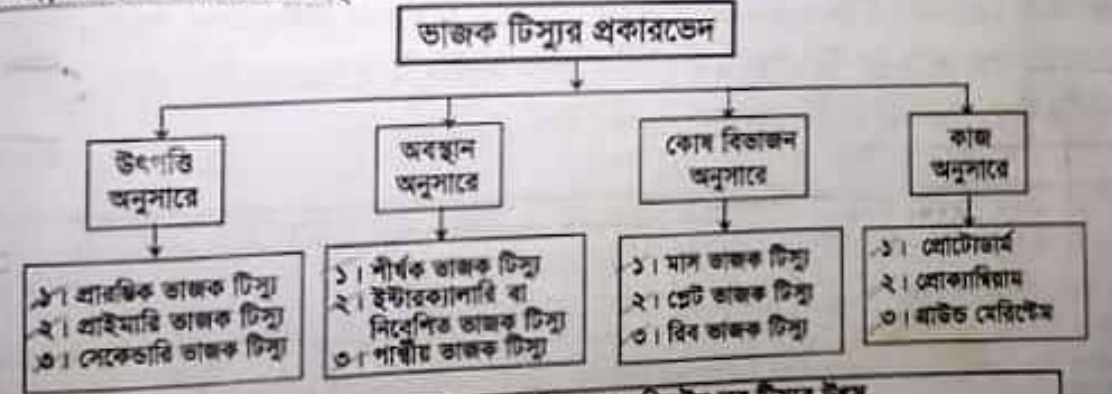 ভাজক টিস্যুর প্রকারভেদ
উৎপত্তি
অনুসারে
অবস্থান
অনুসারে
কোষ বিভাজন
অনুসারে
কাজ
অনুসারে
১। প্রারম্ভিক ভাজক টিস্যু
২। প্রাইমারি ভাজক টিস্যু
৩। সেকেন্ডারি ভাজক টিস্যু
১। শীর্ষক ভাজক টিস্যু
২। ইন্টারক্যালারি বা
নিবেশিত ভাজক টিস্যু
৩। পার্শ্বীয় ভাজক টিস্যু
১। মাস ভাজক টিস্যু
২। প্লেট ভাজক টিস্যু
৩। রিব ভাজক টিস্যু
১। প্রোটোডার্ম
২। প্রোক্যাম্বিয়াম
৩। গ্রাউন্ড মেরিস্টেম